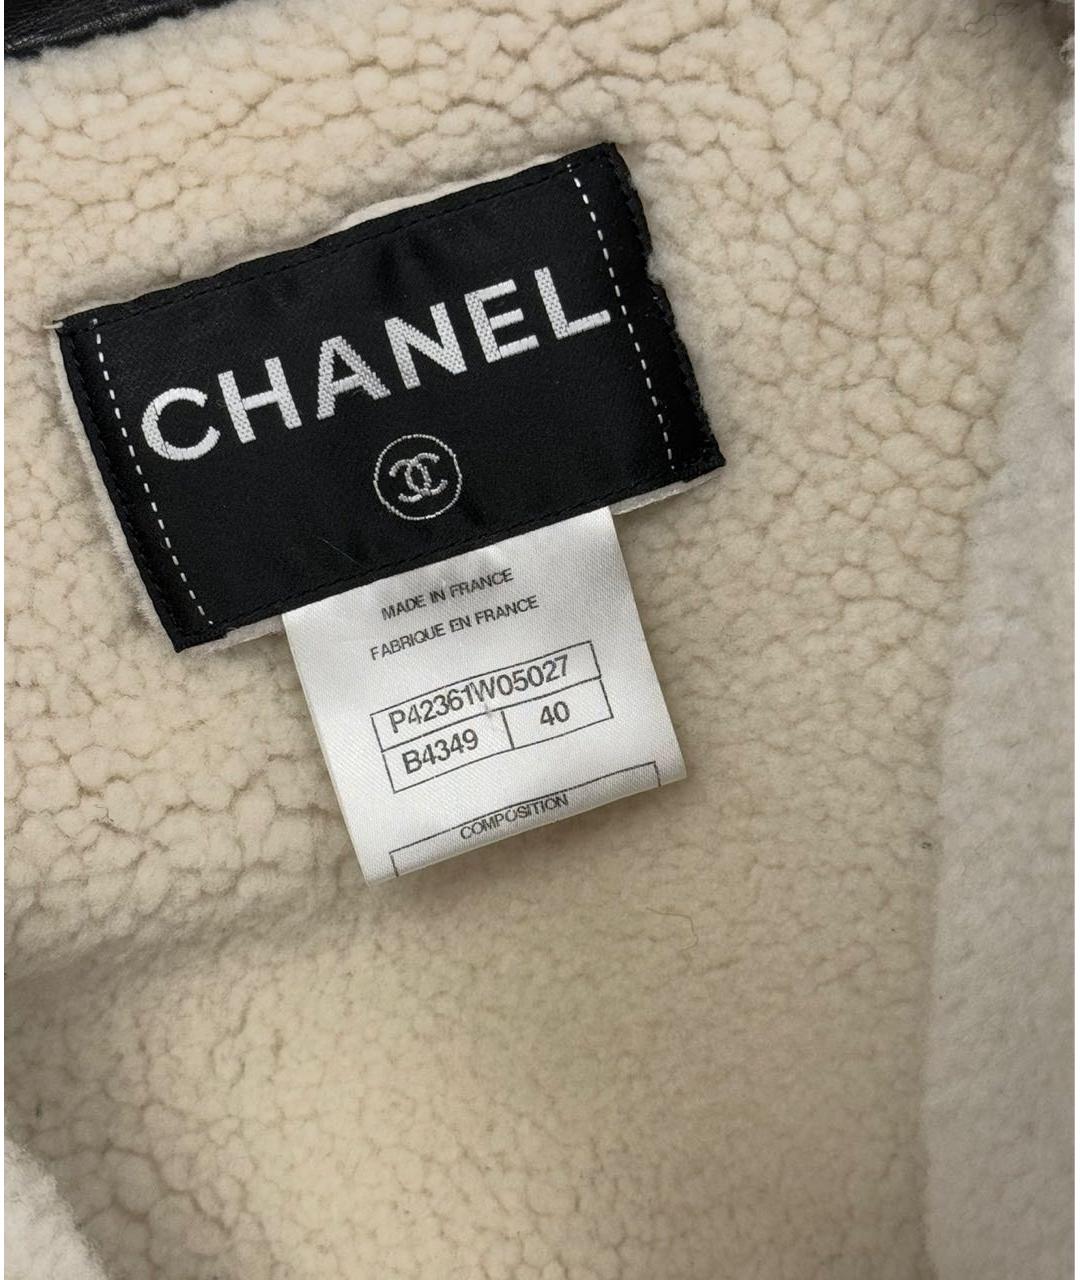 CHANEL
MADE IN FRANCE
FABRIQUE EN FRANCE
P42361W05027
B4349 40
COMPOSITION